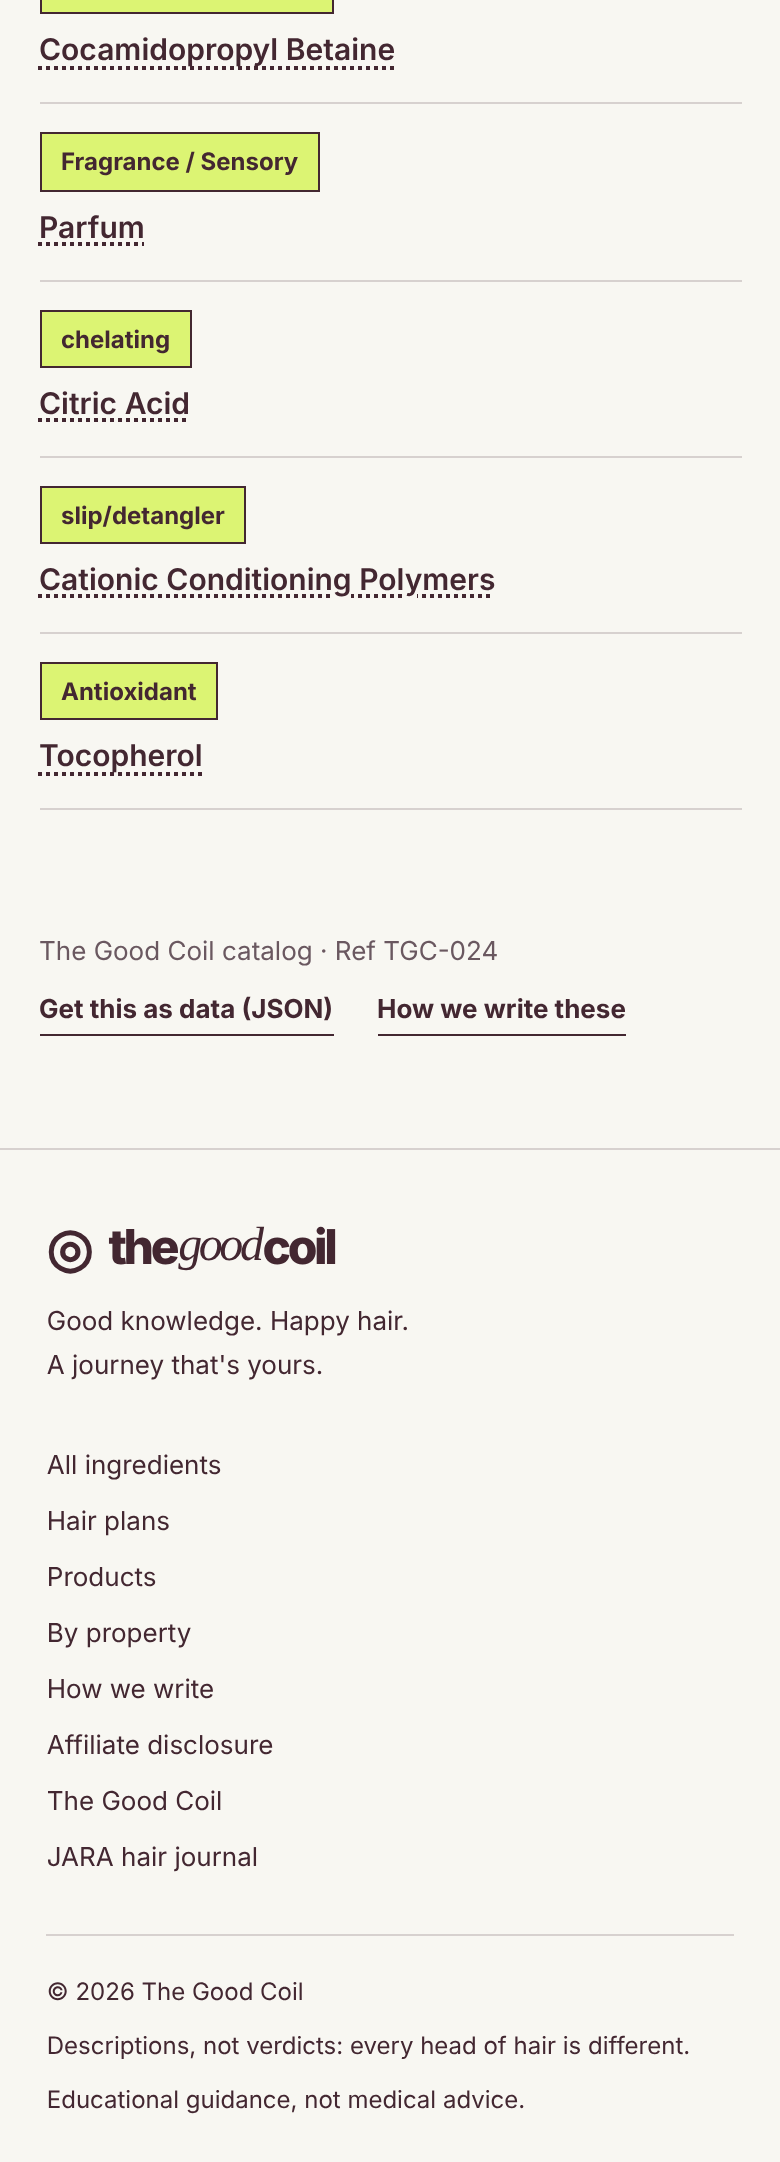 Cocamidopropyl Betaine
Fragrance / Sensory
Parfum
chelating
Citric Acid
slip/detangler
Cationic Conditioning Polymers
Antioxidant
Tocopherol
The Good Coil catalog · Ref TGC-024
Get this as data (JSON) How we write these
thegoodcoil
Good knowledge. Happy hair.
A journey that's yours.
All ingredients
Hair plans
Products
By property
How we write
Affiliate disclosure
The Good Coil
JARA hair journal
© 2026 The Good Coil
Descriptions, not verdicts: every head of hair is different.
Educational guidance, not medical advice.